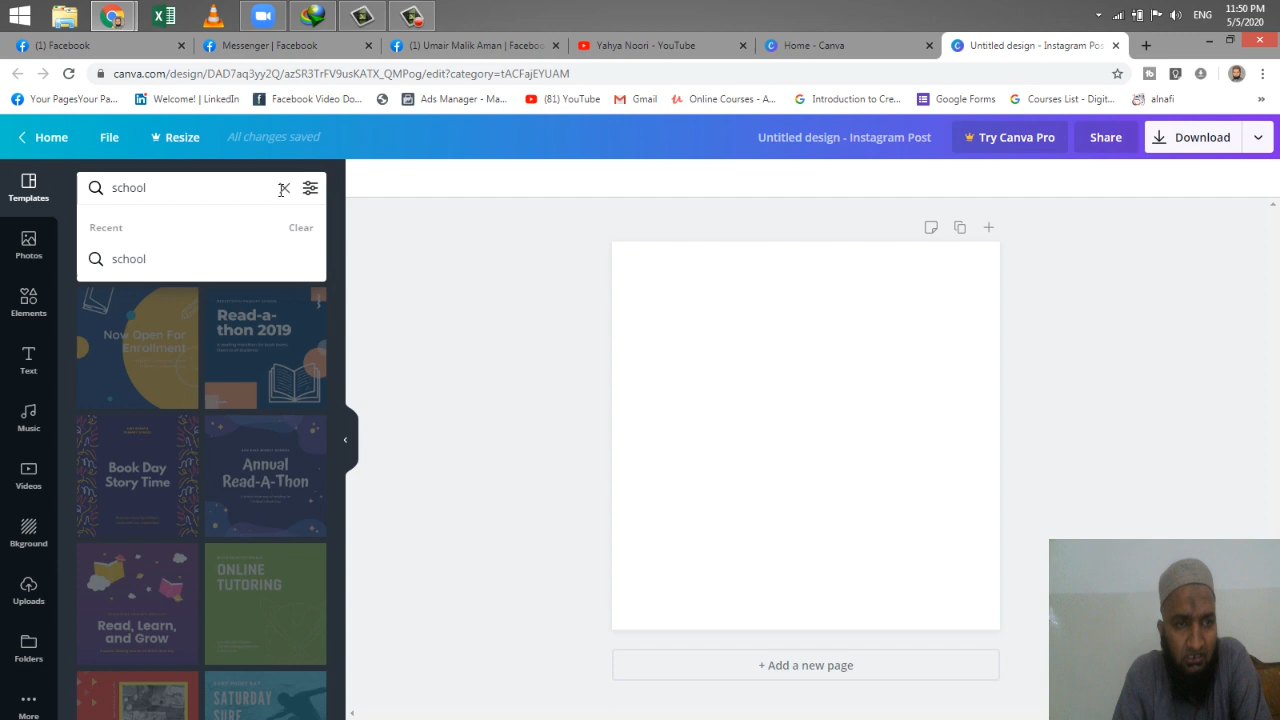 ENG
11:50 PM
5/5/2020
(1) Facebook
Messenger | Facebook
(1) Umair Malik Aman | Faceboo
Yahya Noori - YouTube
Home - Canva
Untitled design - Instagram Pos
canva.com/design/DAD7aq3yy2Q/azSR3TrFV9usKATX_QMPog/edit?category=tACFajEYUAM
Your PagesYour Pa...
Welcome! | LinkedIn
Facebook Video Do...
Ads Manager - Ma...
(81) YouTube
Gmail
Online Courses - A...
Introduction to Cre...
Google Forms
Courses List - Digit...
alnafi
Home
File
Resize
All changes saved
Untitled design - Instagram Post
Try Canva Pro
Share
Download
Templates
Photos
Elements
Text
Music
Videos
Bkground
Uploads
Folders
More
school
Recent
Clear
school
Now Open For
Enrollment
Read-a-
thon 2019
Book Day
Story Time
Annual
Read-A-Thon
Read, Learn,
and Grow
ONLINE
TUTORING
SATURDAY
SURF
+ Add a new page